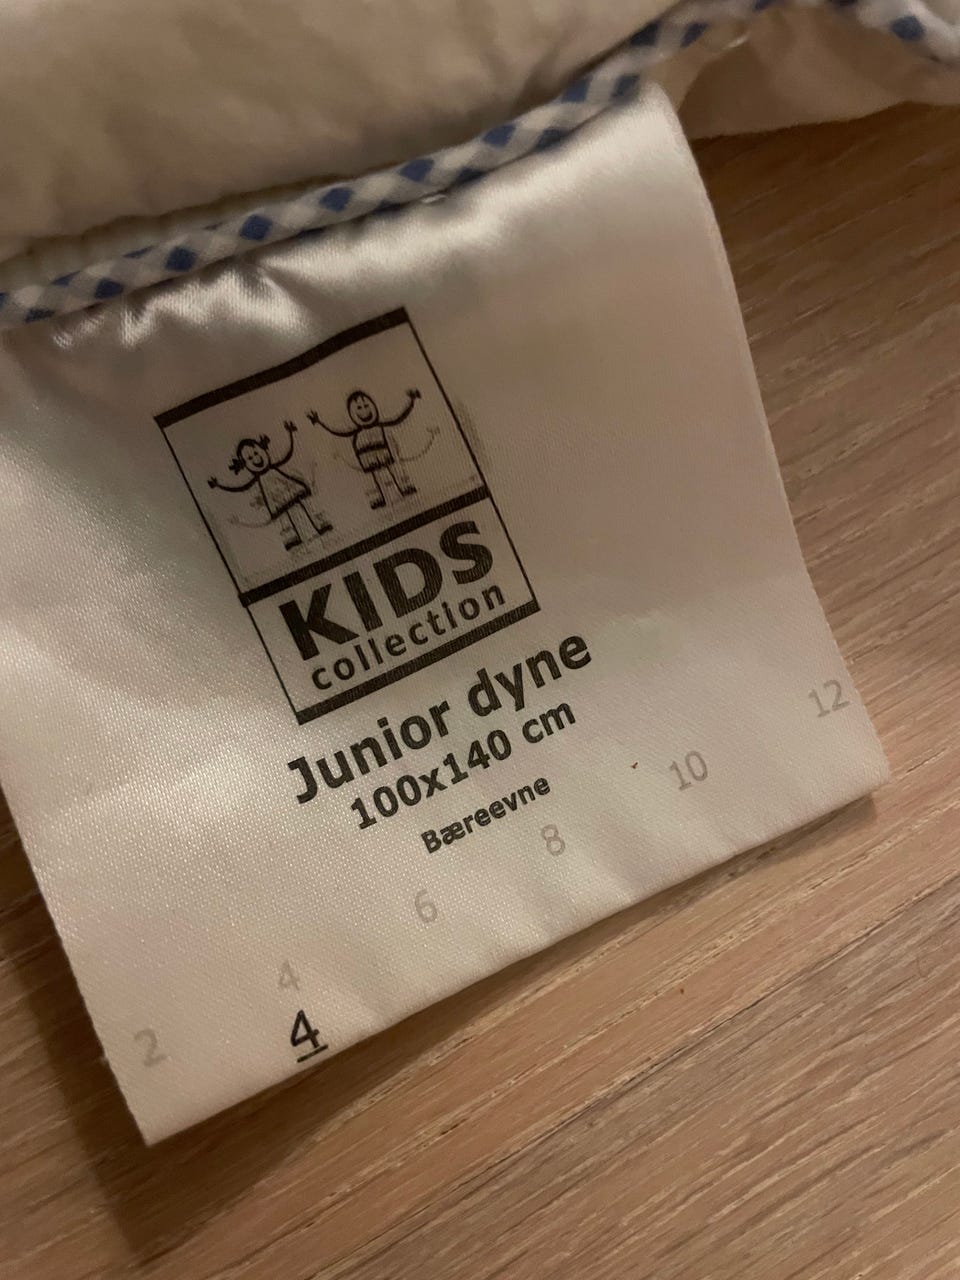 KIDS
collection
Junior dyne
100x140 cm
Bæreevne
2 4 6 8 10 12
4